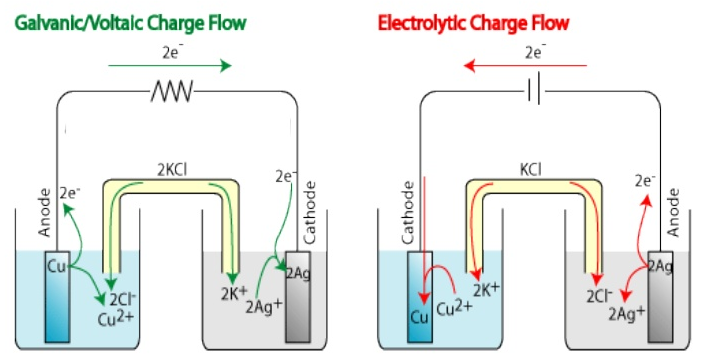 Galvanic/Voltaic Charge Flow
2e⁻
2KCl
Anode
2e⁻
Cu
2Cl⁻
Cu²⁺
2e⁻
Cathode
2Ag
2K+
2Ag+
Electrolytic Charge Flow
2e⁻
KCl
Cathode
Cu
Cu²⁺
2K+
2e⁻
Anode
2Ag
2Cl⁻
2Ag+